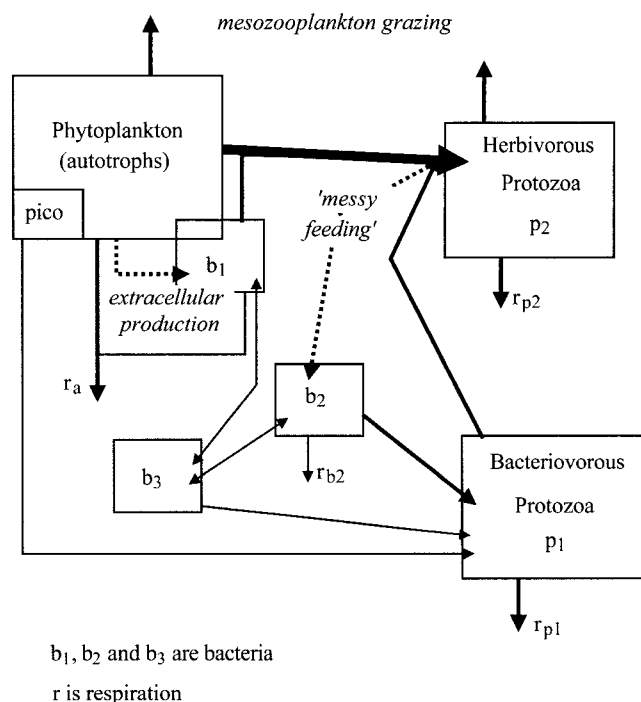 mesozooplankton grazing
Phytoplankton
(autotrophs)
pico
Herbivorous
Protozoa
p2
'messy
feeding'
b1
extracellular
production
rp2
ra
b2
rb2
b3
Bacteriovorous
Protozoa
p1
rp1
b1, b2 and b3 are bacteria
r is respiration